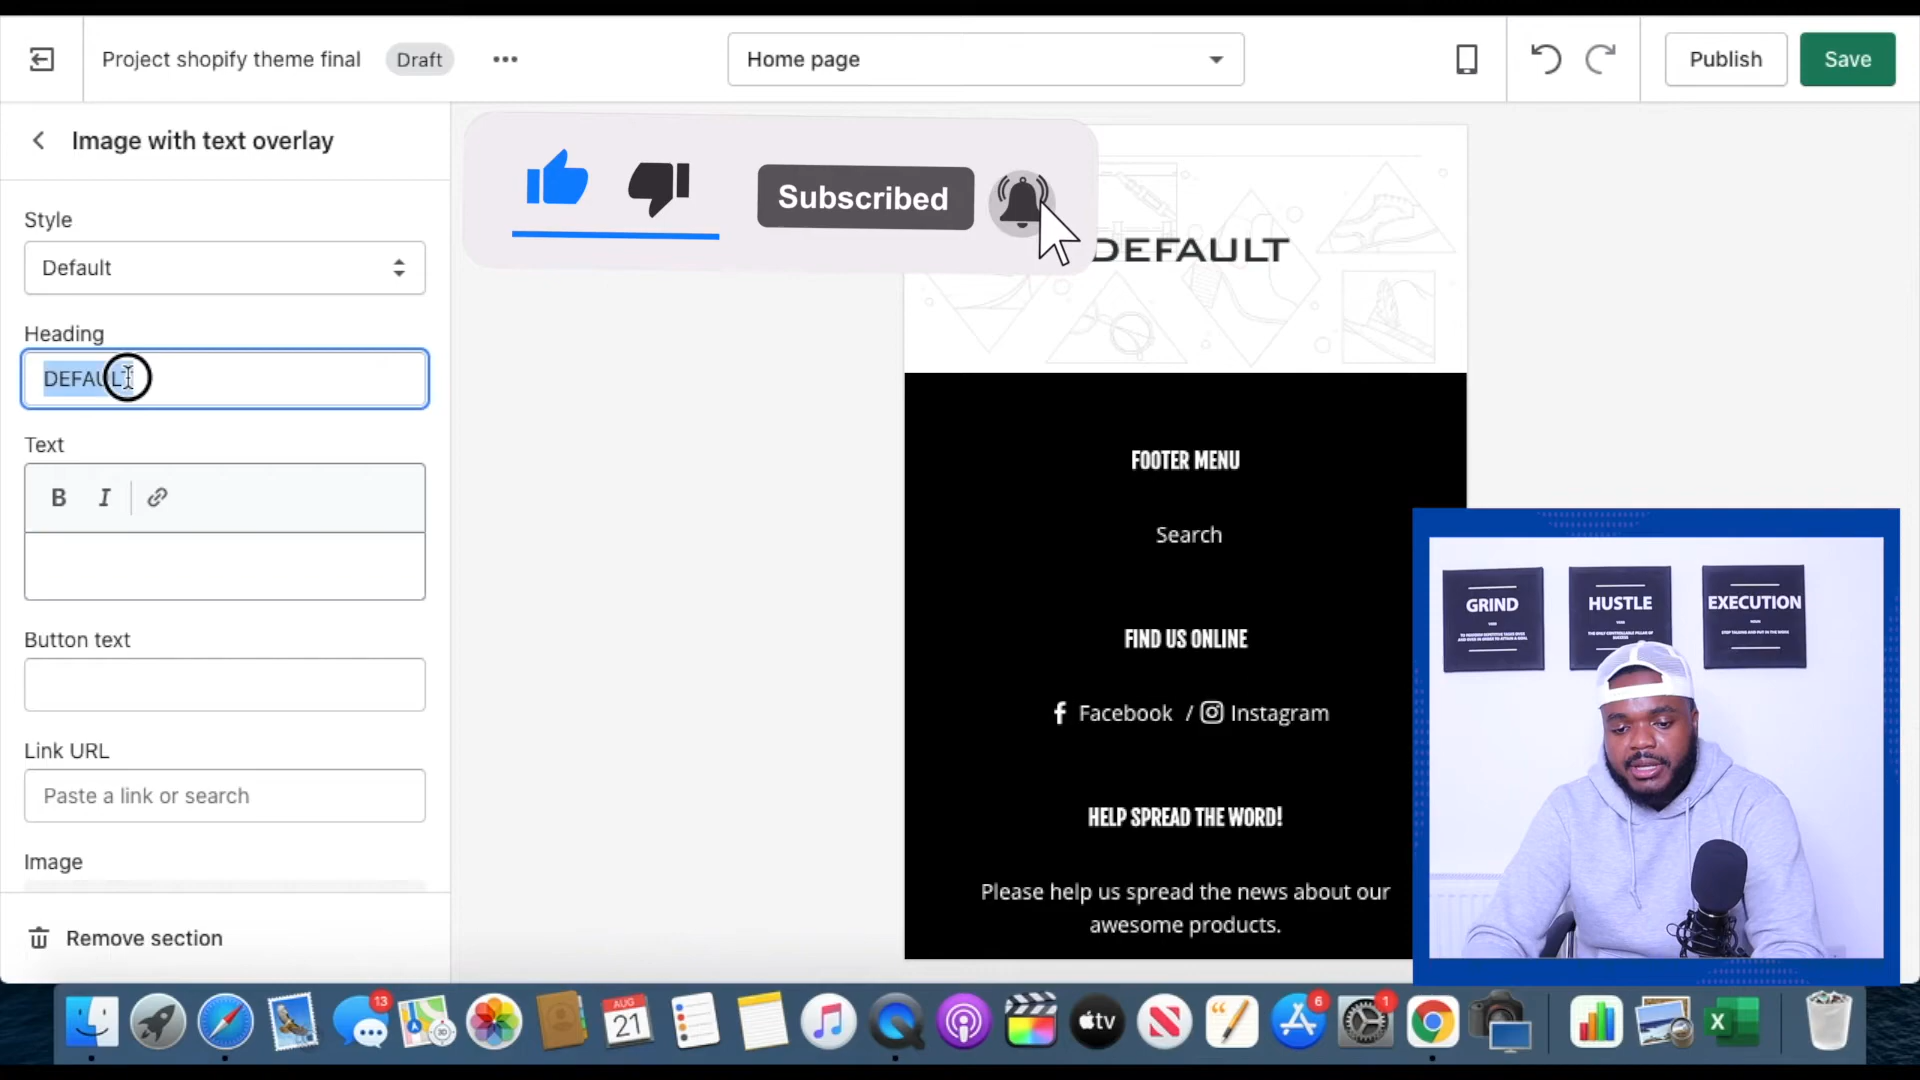 Project shopify theme final
Draft
Home page
Publish
Save
Image with text overlay
Style
Default
Heading
DEFAULT
Text
B I
Button text
Link URL
Paste a link or search
Image
Remove section
Subscribed
DEFAULT
FOOTER MENU
Search
FIND US ONLINE
Facebook / Instagram
HELP SPREAD THE WORD!
Please help us spread the news about our
awesome products.
GRIND
HUSTLE
EXECUTION
13
AUG
21
tv
6
1
X